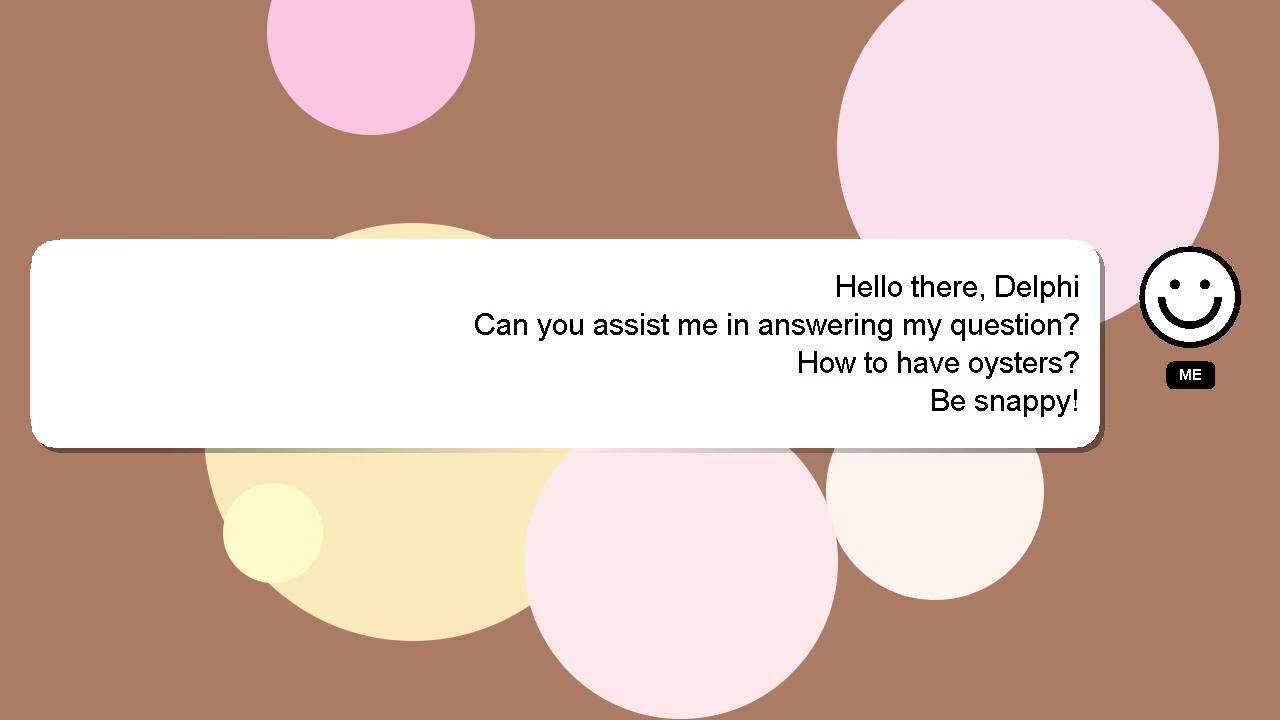 Hello there, Delphi
Can you assist me in answering my question?
How to have oysters?
Be snappy!
ME